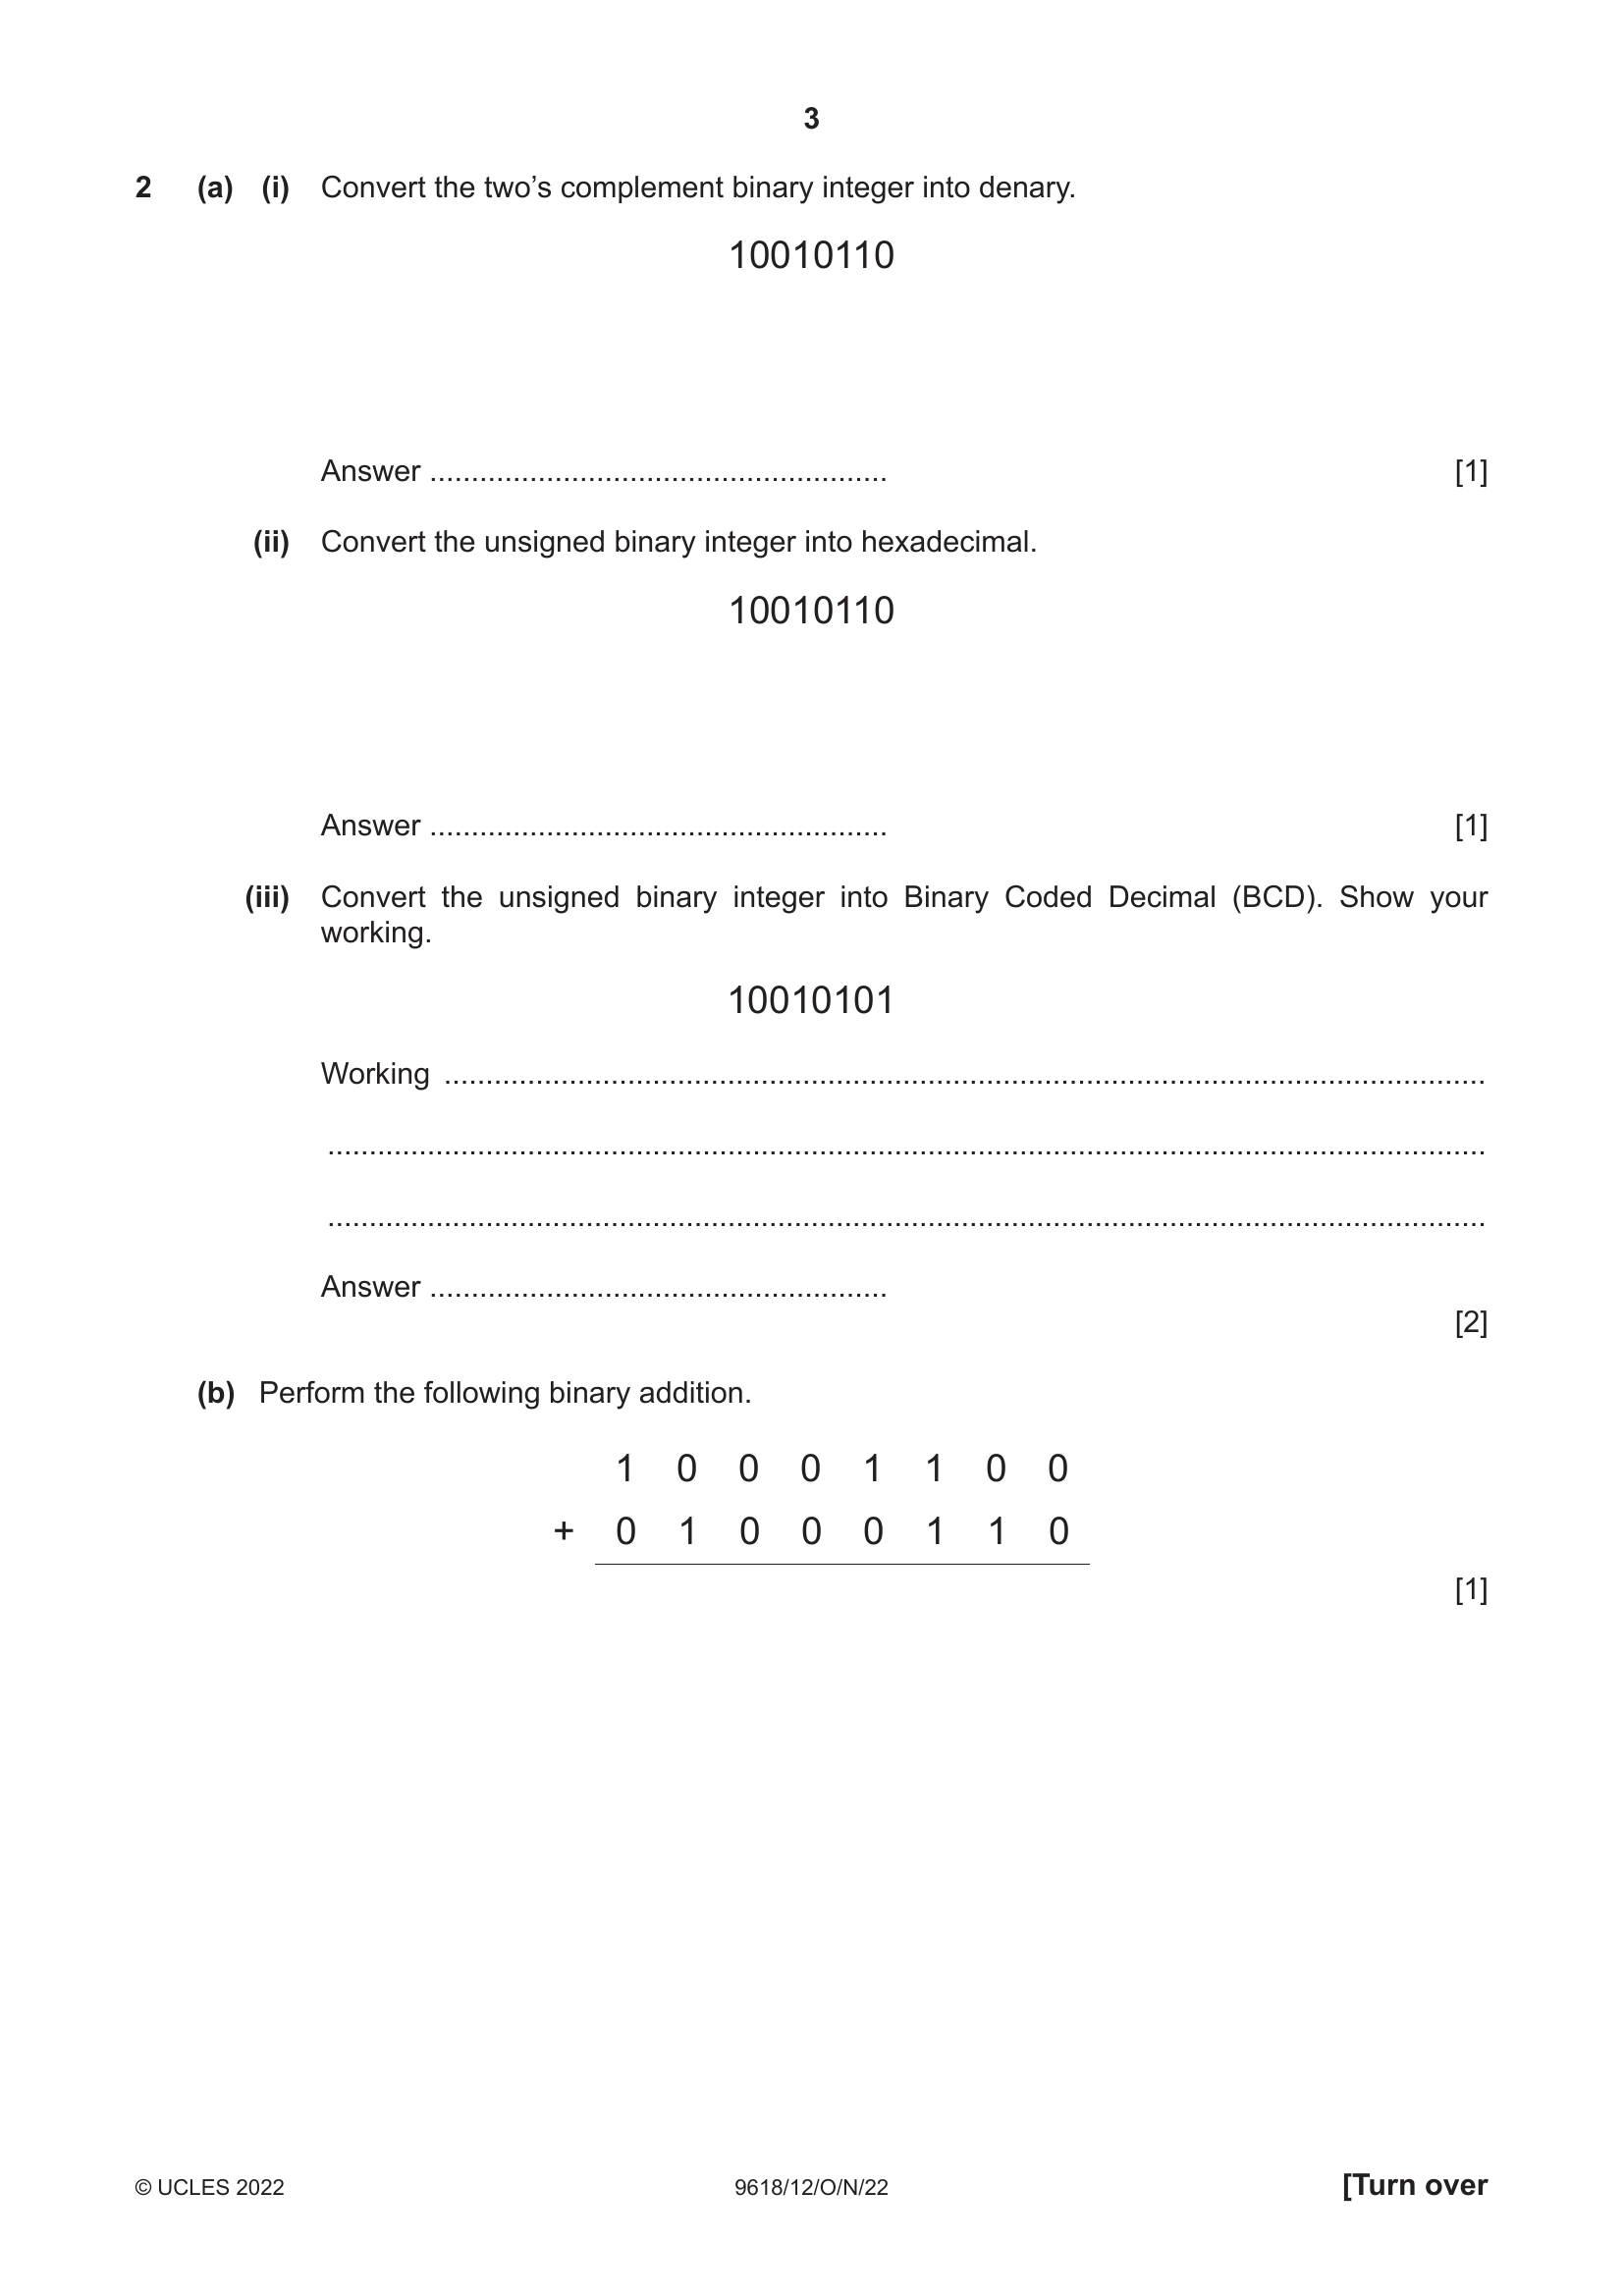 3
2 (a) (i) Convert the two’s complement binary integer into denary.
10010110
Answer ....................................................... [1]
(ii) Convert the unsigned binary integer into hexadecimal.
10010110
Answer ....................................................... [1]
(iii) Convert the unsigned binary integer into Binary Coded Decimal (BCD). Show your
working.
10010101
Working ..............................................................................................................................
............................................................................................................................................
............................................................................................................................................
Answer .......................................................
[2]
(b) Perform the following binary addition.
1 0 0 0 1 1 0 0
+ 0 1 0 0 0 1 1 0
[1]
© UCLES 2022 9618/12/O/N/22 [Turn over